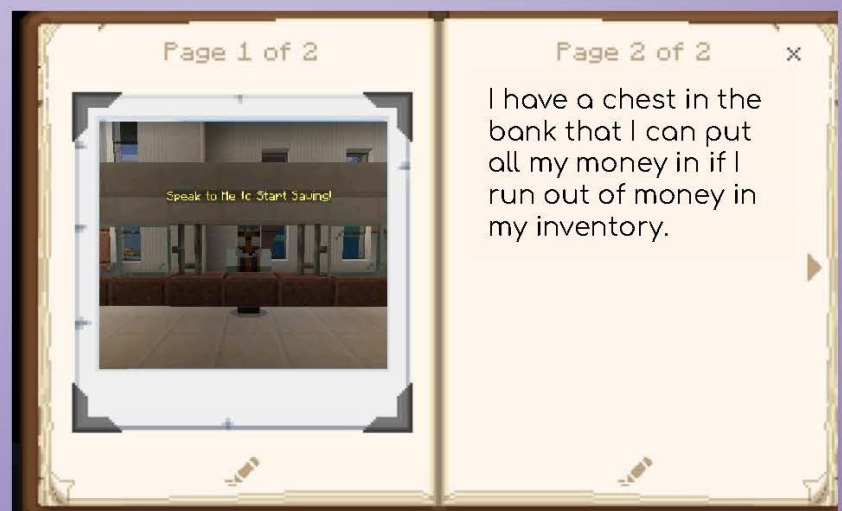 Page 1 of 2
Speak to Me to Start Saving!
Page 2 of 2
I have a chest in the
bank that I can put
all my money in if I
run out of money in
my inventory.